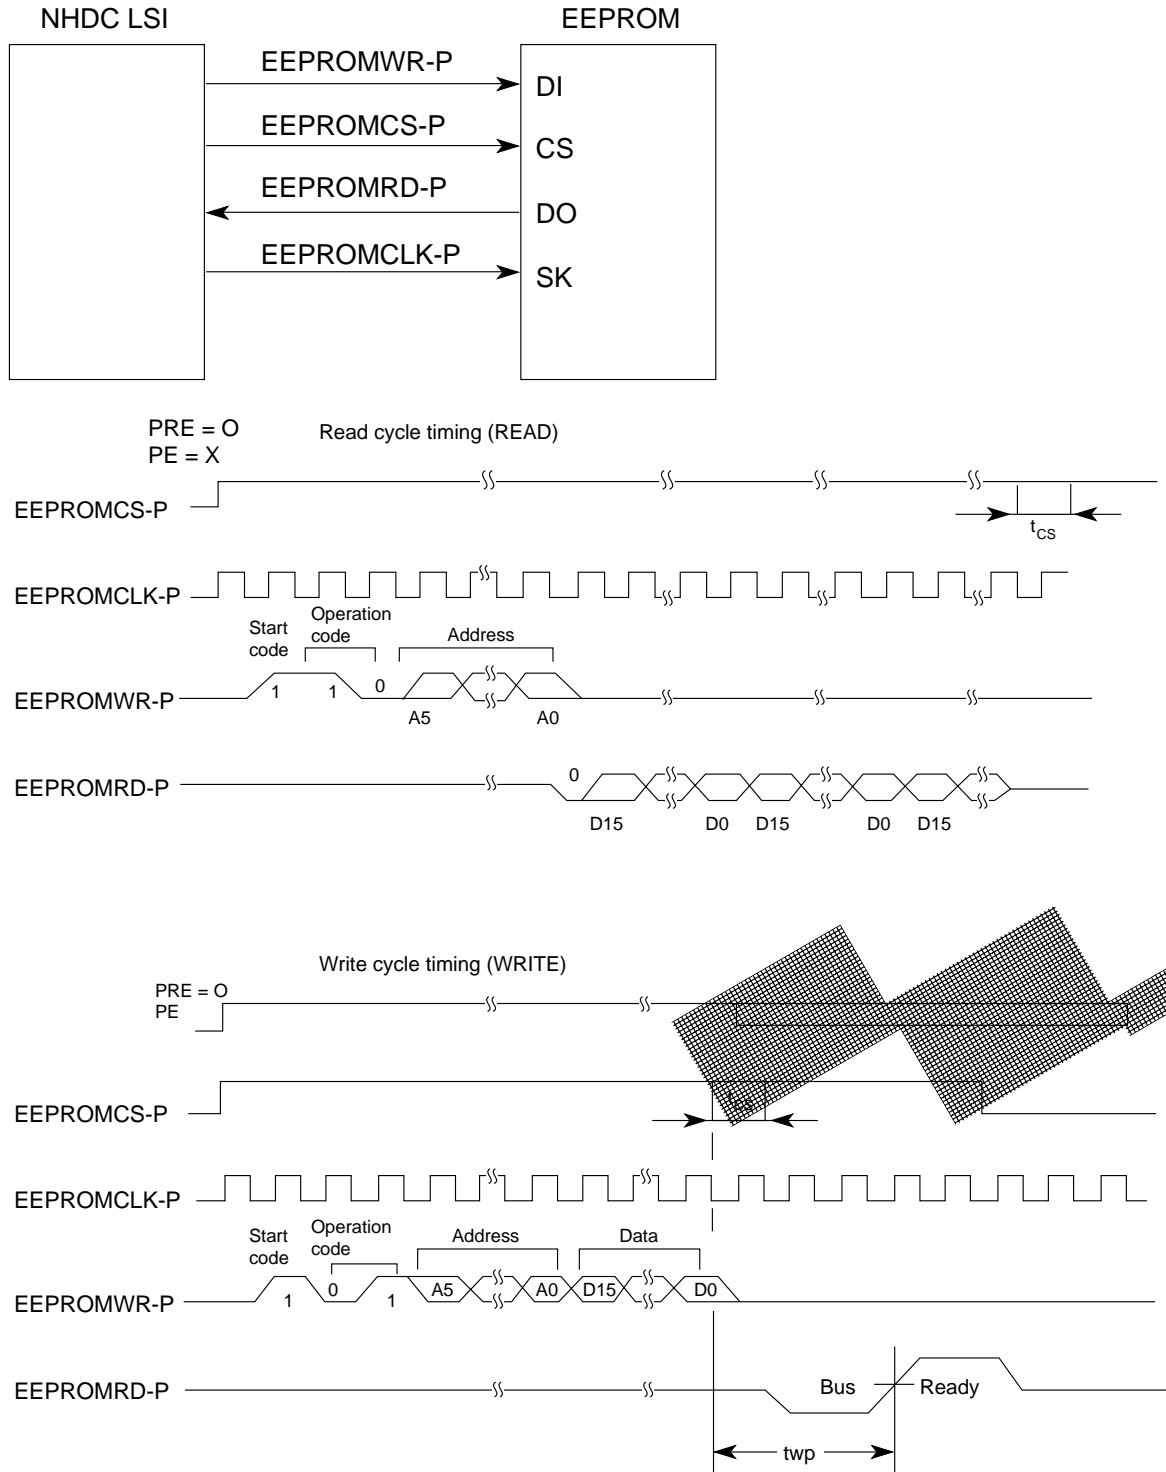 NHDC LSI
EEPROM
EEPROMWR-P
DI
EEPROMCS-P
CS
EEPROMRD-P
DO
EEPROMCLK-P
SK
PRE = O
PE = X
Read cycle timing (READ)
EEPROMCS-P
tCS
EEPROMCLK-P
Start code
Operation code
Address
EEPROMWR-P
1 1 0
A5 A0
EEPROMRD-P
0
D15 D0 D15 D0 D15
Write cycle timing (WRITE)
PRE = O
PE
EEPROMCS-P
EEPROMCLK-P
Start code
Operation code
Address
Data
EEPROMWR-P
1 0 1 A5 A0 D15 D0
EEPROMRD-P
Bus
Ready
twp